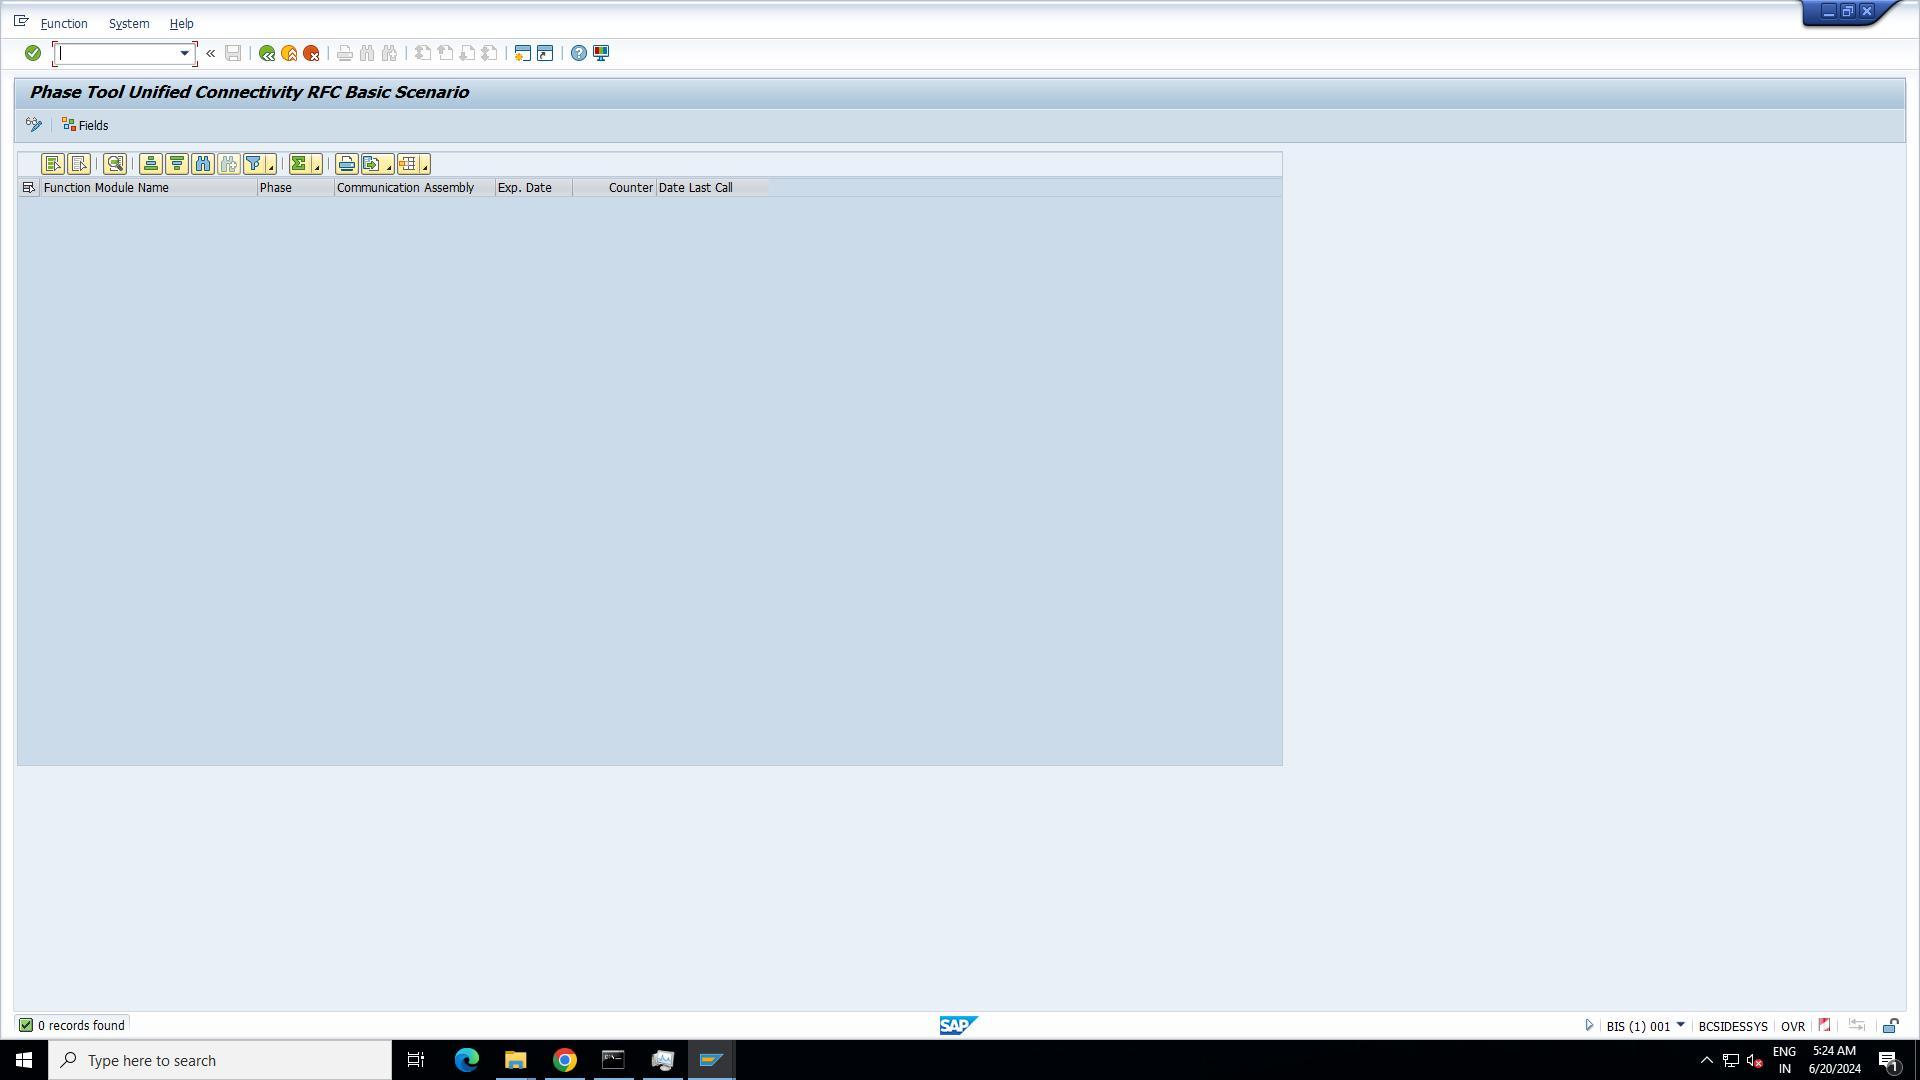 Function System Help
Phase Tool Unified Connectivity RFC Basic Scenario
Fields
Function Module Name Phase Communication Assembly Exp. Date Counter Date Last Call
0 records found
SAP
BIS (1) 001 BCSIDESSYS OVR
Type here to search
ENG
IN
5:24 AM
6/20/2024
1